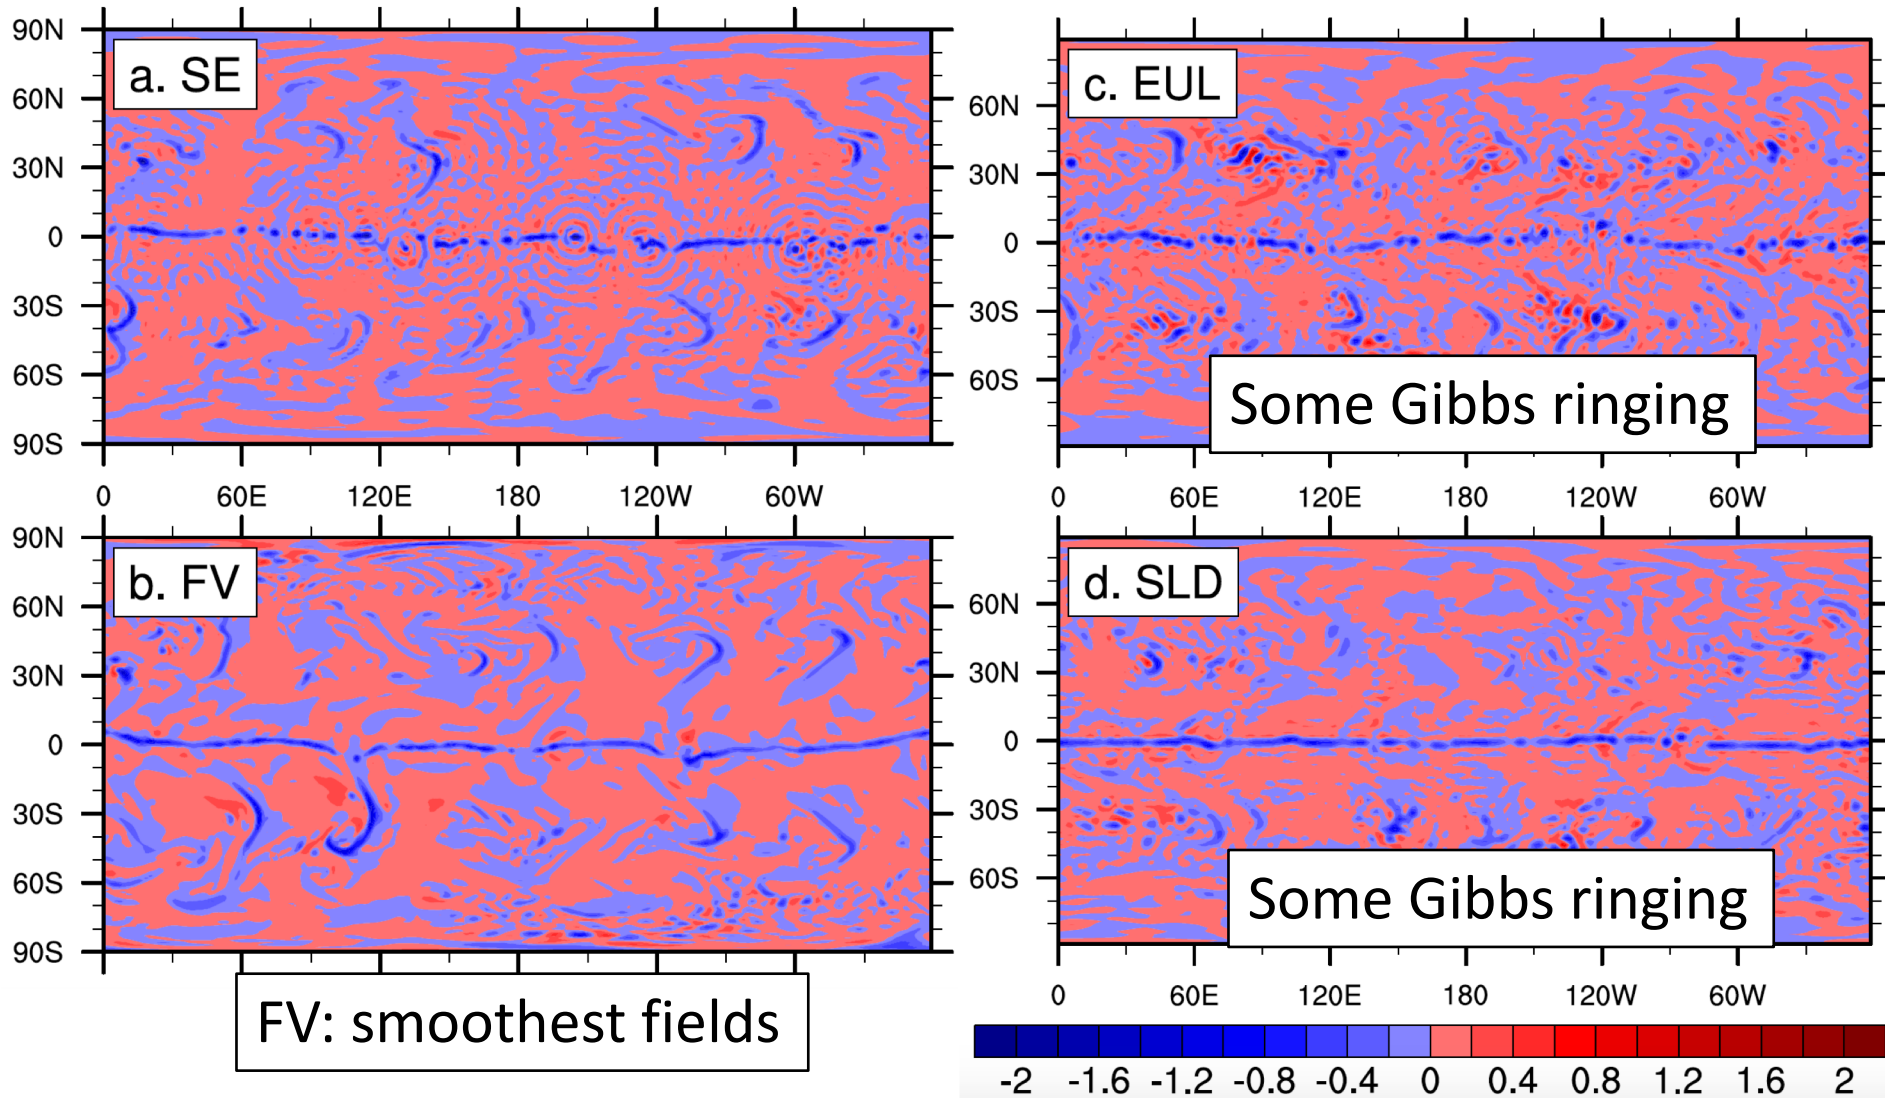 90N
60N
30N
0
30S
60S
90S
a. SE
0 60E 120E 180 120W 60W
60N
30N
0
30S
60S
c. EUL
Some Gibbs ringing
0 60E 120E 180 120W 60W
90N
60N
30N
0
30S
60S
90S
b. FV
FV: smoothest fields
60N
30N
0
30S
60S
d. SLD
Some Gibbs ringing
0 60E 120E 180 120W 60W
-2 -1.6 -1.2 -0.8 -0.4 0 0.4 0.8 1.2 1.6 2